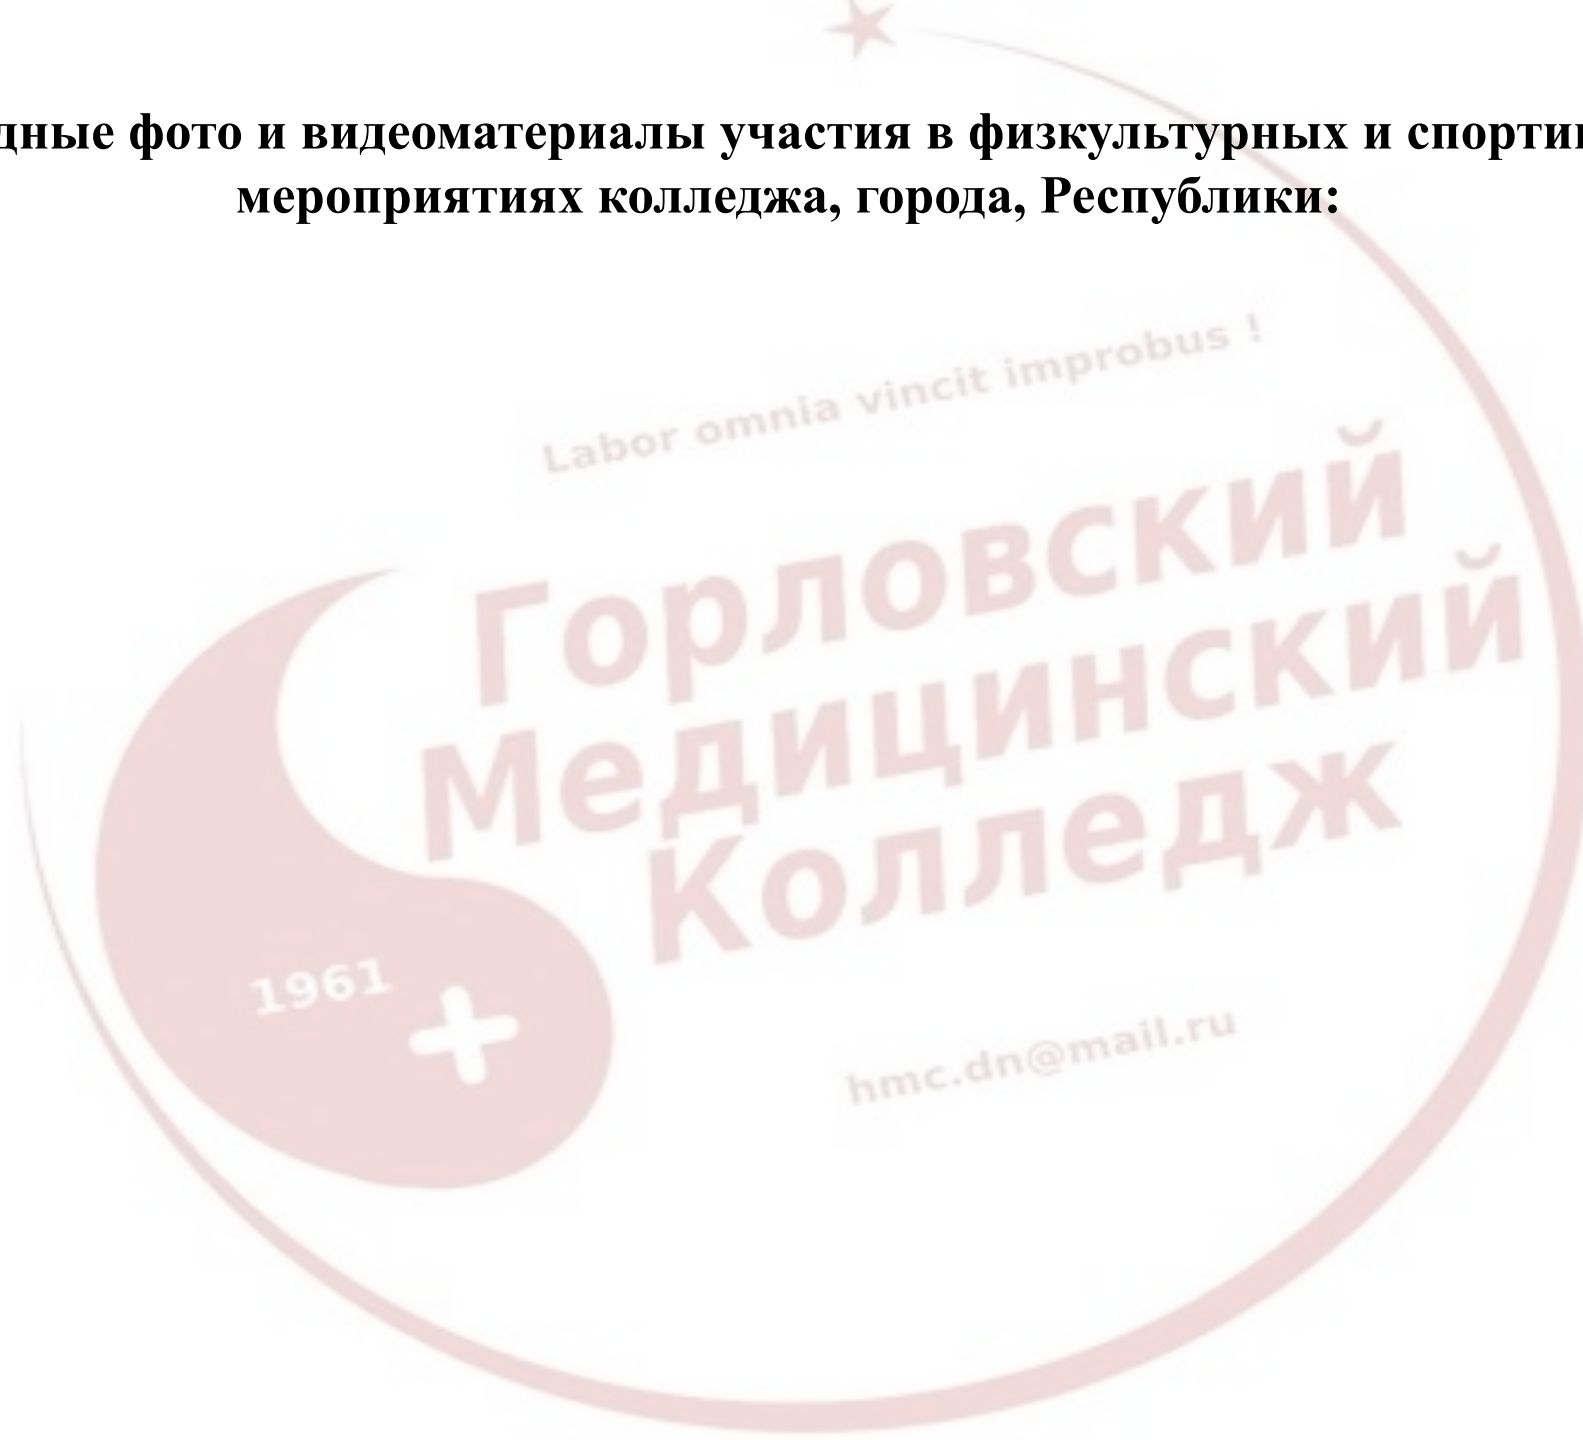 дные фото и видеоматериалы участия в физкультурных и спорти
мероприятиях колледжа, города, Республики:
Labor omnia vincit improbus !
Горловский
Медицинский
Колледж
1961
hmc.dn@mail.ru